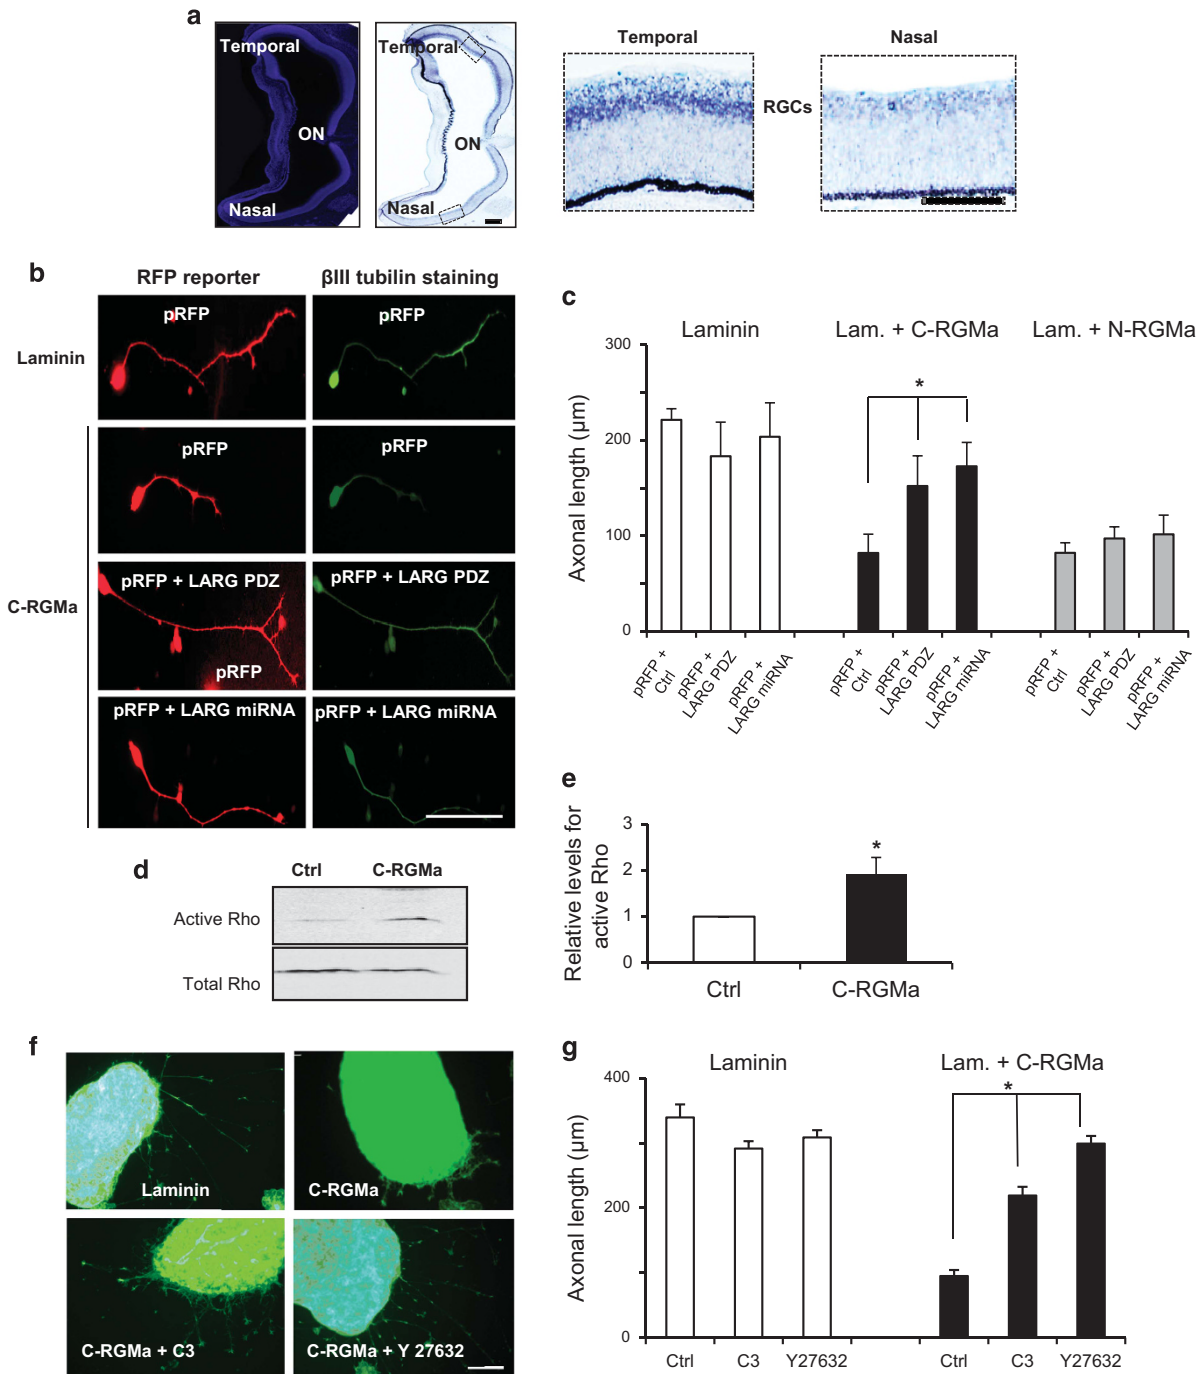 a
Temporal
ON
Nasal
Temporal
ON
Nasal
Temporal
RGCs
Nasal
b
RFP reporter
βIII tubilin staining
Laminin
pRFP
pRFP
C-RGMa
pRFP
pRFP
pRFP + LARG PDZ
pRFP
pRFP + LARG PDZ
pRFP + LARG miRNA
pRFP + LARG miRNA
c
Laminin
Lam. + C-RGMa
Lam. + N-RGMa
Axonal length (μm)
300
200
100
0
*
pRFP + Ctrl
pRFP + LARG PDZ
pRFP + LARG miRNA
pRFP + Ctrl
pRFP + LARG PDZ
pRFP + LARG miRNA
pRFP + Ctrl
pRFP + LARG PDZ
pRFP + LARG miRNA
d
Ctrl
C-RGMa
Active Rho
Total Rho
e
Relative levels for
active Rho
3
2
1
0
*
Ctrl
C-RGMa
f
Laminin
C-RGMa
C-RGMa + C3
C-RGMa + Y 27632
g
Laminin
Lam. + C-RGMa
Axonal length (μm)
400
200
0
*
Ctrl
C3
Y27632
Ctrl
C3
Y27632